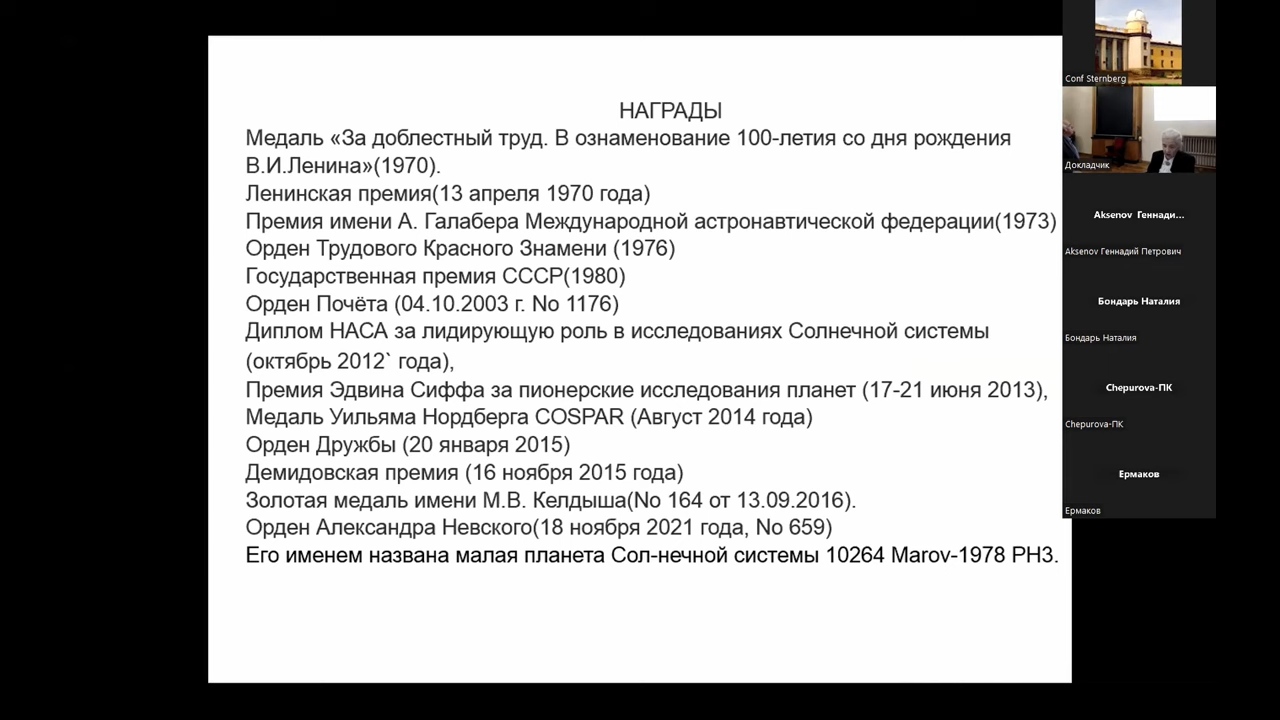 НАГРАДЫ
Медаль «За доблестный труд. В ознаменование 100-летия со дня рождения
В.И.Ленина»(1970).
Ленинская премия(13 апреля 1970 года)
Премия имени А. Галабера Международной астронавтической федерации(1973)
Орден Трудового Красного Знамени (1976)
Государственная премия СССР(1980)
Орден Почёта (04.10.2003 г. No 1176)
Диплом НАСА за лидирующую роль в исследованиях Солнечной системы
(октябрь 2012` года),
Премия Эдвина Сиффа за пионерские исследования планет (17-21 июня 2013),
Медаль Уильяма Нордберга COSPAR (Август 2014 года)
Орден Дружбы (20 января 2015)
Демидовская премия (16 ноября 2015 года)
Золотая медаль имени М.В. Келдыша(No 164 от 13.09.2016).
Орден Александра Невского(18 ноября 2021 года, No 659)
Его именем названа малая планета Сол-нечной системы 10264 Marov-1978 PH3.
Conf Sternberg
Докладчик
Aksenov Геннади...
Aksenov Геннадий Петрович
Бондарь Наталия
Бондарь Наталия
Chepurova-ПК
Chepurova-ПК
Ермаков
Ермаков